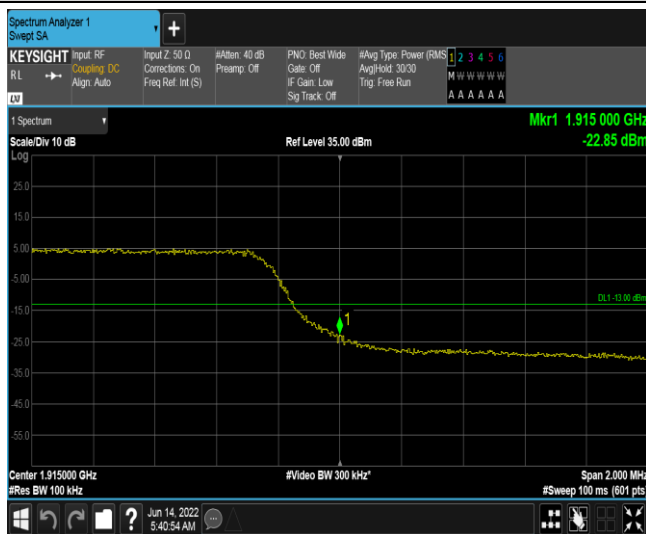 Spectrum Analyzer 1
Swept SA
KEYSIGHT
RL
LXI
Input: RF
Coupling: DC
Align: Auto
Input Z: 50 Ω
Corrections: On
Freq Ref: Int (S)
#Atten: 40 dB
Preamp: Off
PNO: Best Wide
Gate: Off
IF Gain: Low
Sig Track: Off
#Avg Type: Power (RMS
Avg|Hold: 30/30
Trig: Free Run
1 2 3 4 5 6
M W W W W W
A A A A A A
1 Spectrum
Mkr1 1.915 000 GHz
-22.85 dBm
Scale/Div 10 dB
Ref Level 35.00 dBm
Log
25.0
15.0
5.00
-5.00
DL1 -13.00 dBm
-15.0
1
-25.0
-35.0
-45.0
-55.0
Center 1.915000 GHz
#Video BW 300 kHz*
Span 2.000 MHz
#Res BW 100 kHz
#Sweep 100 ms (601 pts)
?
Jun 14, 2022
5:40:54 AM